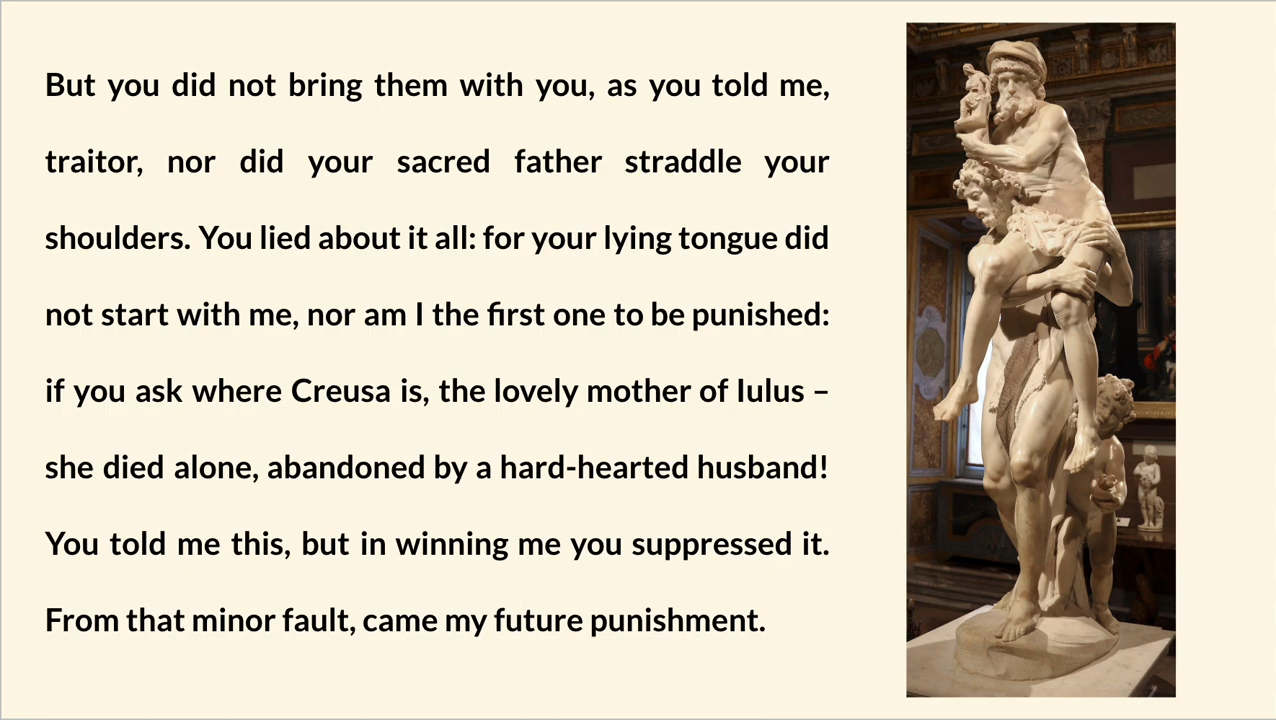 But you did not bring them with you, as you told me,
traitor, nor did your sacred father straddle your
shoulders. You lied about it all: for your lying tongue did
not start with me, nor am I the first one to be punished:
if you ask where Creusa is, the lovely mother of Iulus –
she died alone, abandoned by a hard-hearted husband!
You told me this, but in winning me you suppressed it.
From that minor fault, came my future punishment.